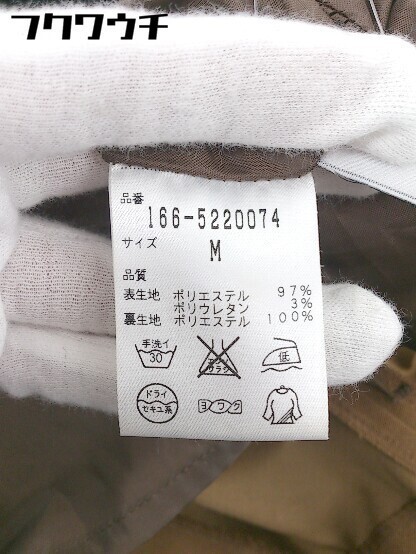 フクワウチ
品番
166-5220074
サイズ
M
品質
表生地 ポリエステル 97%
ポリウレタン 3%
裏生地 ポリエステル 100%
手洗イ
30
エンソ
サラシ
低
ドライ
セキユ系
ヨワク